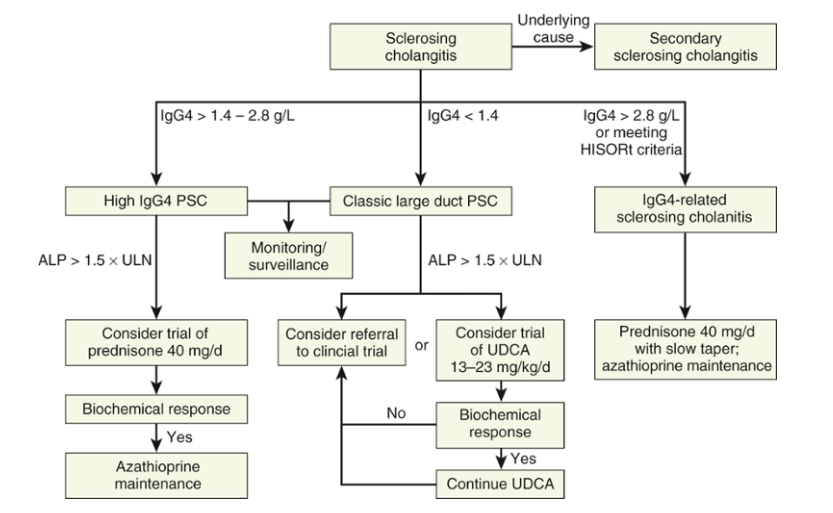 Sclerosing
cholangitis
Underlying
cause
Secondary
sclerosing cholangitis
IgG4 > 1.4 – 2.8 g/L
IgG4 < 1.4
IgG4 > 2.8 g/L
or meeting
HISORt criteria
High IgG4 PSC
Classic large duct PSC
IgG4-related
sclerosing cholanitis
Monitoring/
surveillance
ALP > 1.5 × ULN
ALP > 1.5 × ULN
Consider trial of
prednisone 40 mg/d
Consider referral
to clincial trial
or
Consider trial
of UDCA
13–23 mg/kg/d
Prednisone 40 mg/d
with slow taper;
azathioprine maintenance
Biochemical response
No
Biochemical
response
Yes
Yes
Azathioprine
maintenance
Continue UDCA